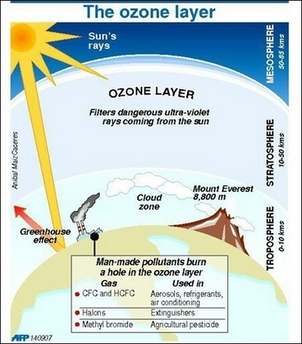 The ozone layer
Sun's
rays
MESOSPHERE
50-85 kms
OZONE LAYER
Filters dangerous ultra-violet
rays coming from the sun
STRATOSPHERE
10-50 kms
Anibal MaizCaceres
Cloud
zone
Mount Everest
8,800 m
TROPOSPHERE
0-10 kms
Greenhouse
effect
Man-made pollutants burn
a hole in the ozone layer
Gas Used in
CFC and HCFC Aerosols, refrigerants,
air conditioning
Halons Extinguishers
Methyl bromide Agricultural pesticide
AFP 140907